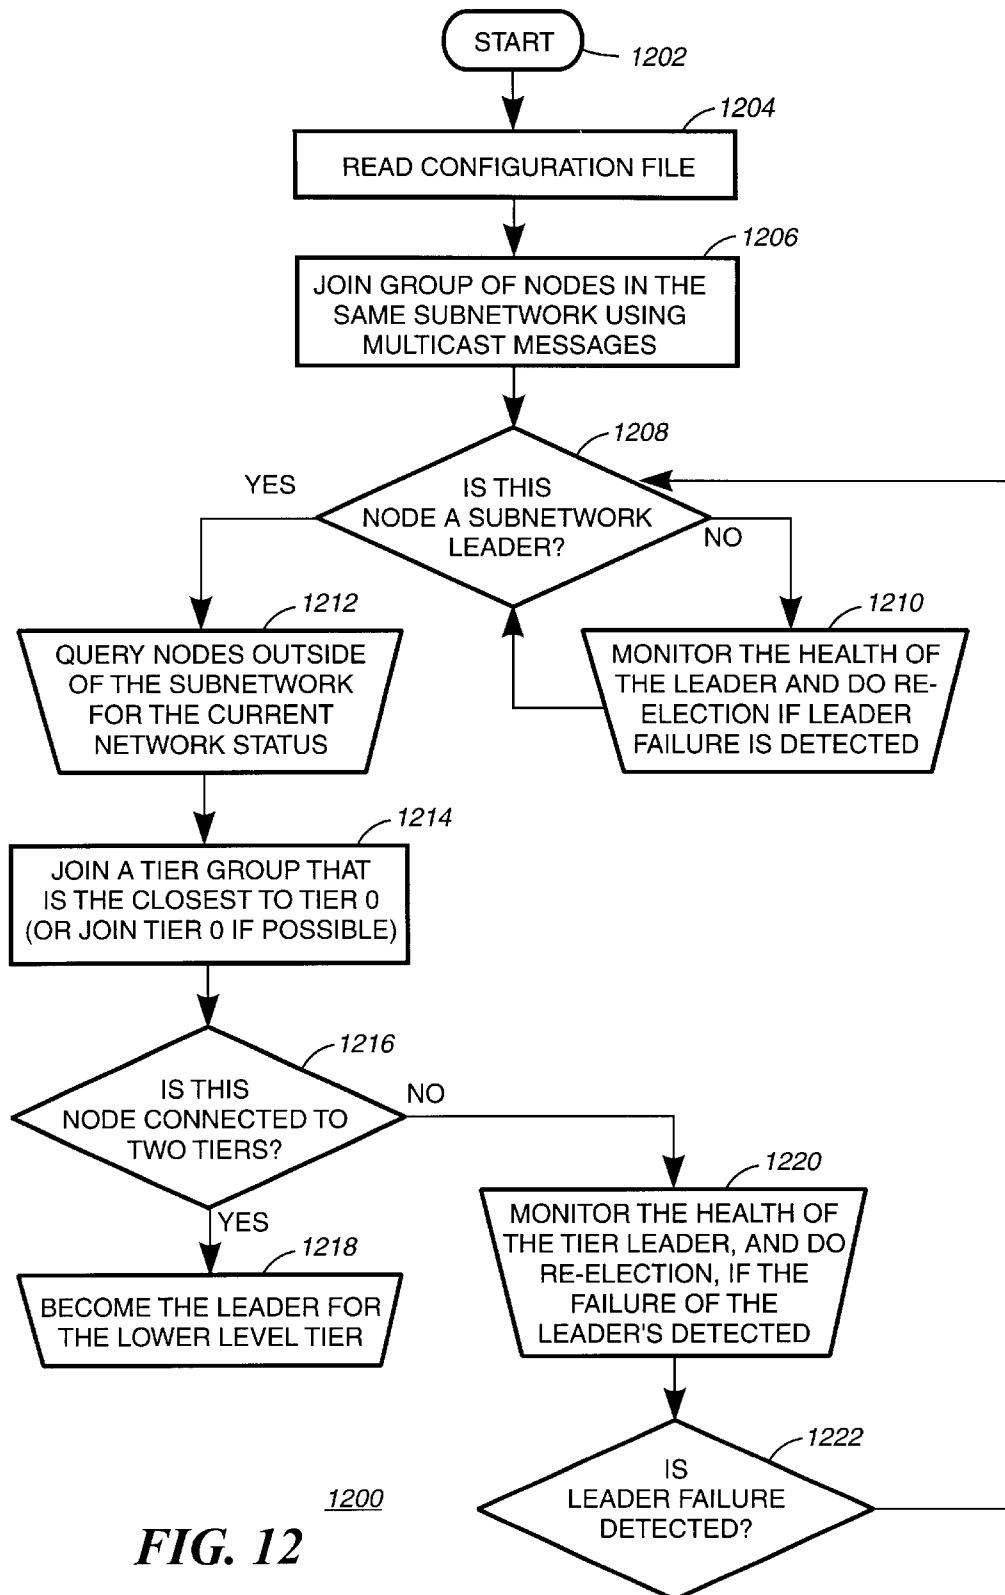 START
1202
1204
READ CONFIGURATION FILE
1206
JOIN GROUP OF NODES IN THE
SAME SUBNETWORK USING
MULTICAST MESSAGES
1208
YES
IS THIS
NODE A SUBNETWORK
LEADER?
NO
1212
QUERY NODES OUTSIDE
OF THE SUBNETWORK
FOR THE CURRENT
NETWORK STATUS
1210
MONITOR THE HEALTH OF
THE LEADER AND DO RE-
ELECTION IF LEADER
FAILURE IS DETECTED
1214
JOIN A TIER GROUP THAT
IS THE CLOSEST TO TIER 0
(OR JOIN TIER 0 IF POSSIBLE)
1216
IS THIS
NODE CONNECTED TO
TWO TIERS?
NO
YES
1218
BECOME THE LEADER FOR
THE LOWER LEVEL TIER
1220
MONITOR THE HEALTH OF
THE TIER LEADER, AND DO
RE-ELECTION, IF THE
FAILURE OF THE
LEADER'S DETECTED
1222
IS
LEADER FAILURE
DETECTED?
1200
FIG. 12